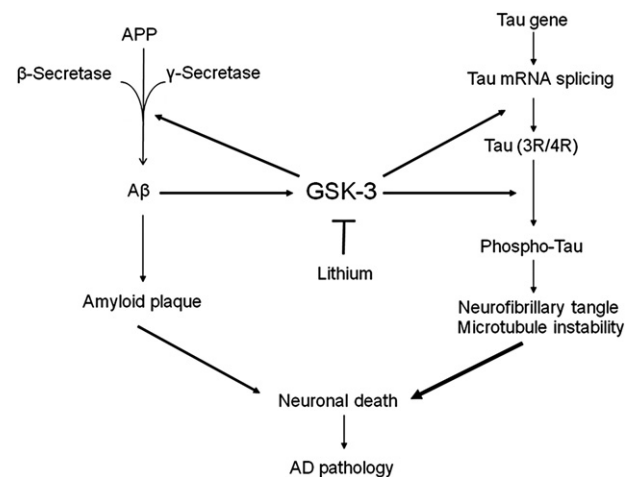 APP
β-Secretase
γ-Secretase
Aβ
Amyloid plaque
GSK-3
Lithium
Tau gene
Tau mRNA splicing
Tau (3R/4R)
Phospho-Tau
Neurofibrillary tangle
Microtubule instability
Neuronal death
AD pathology